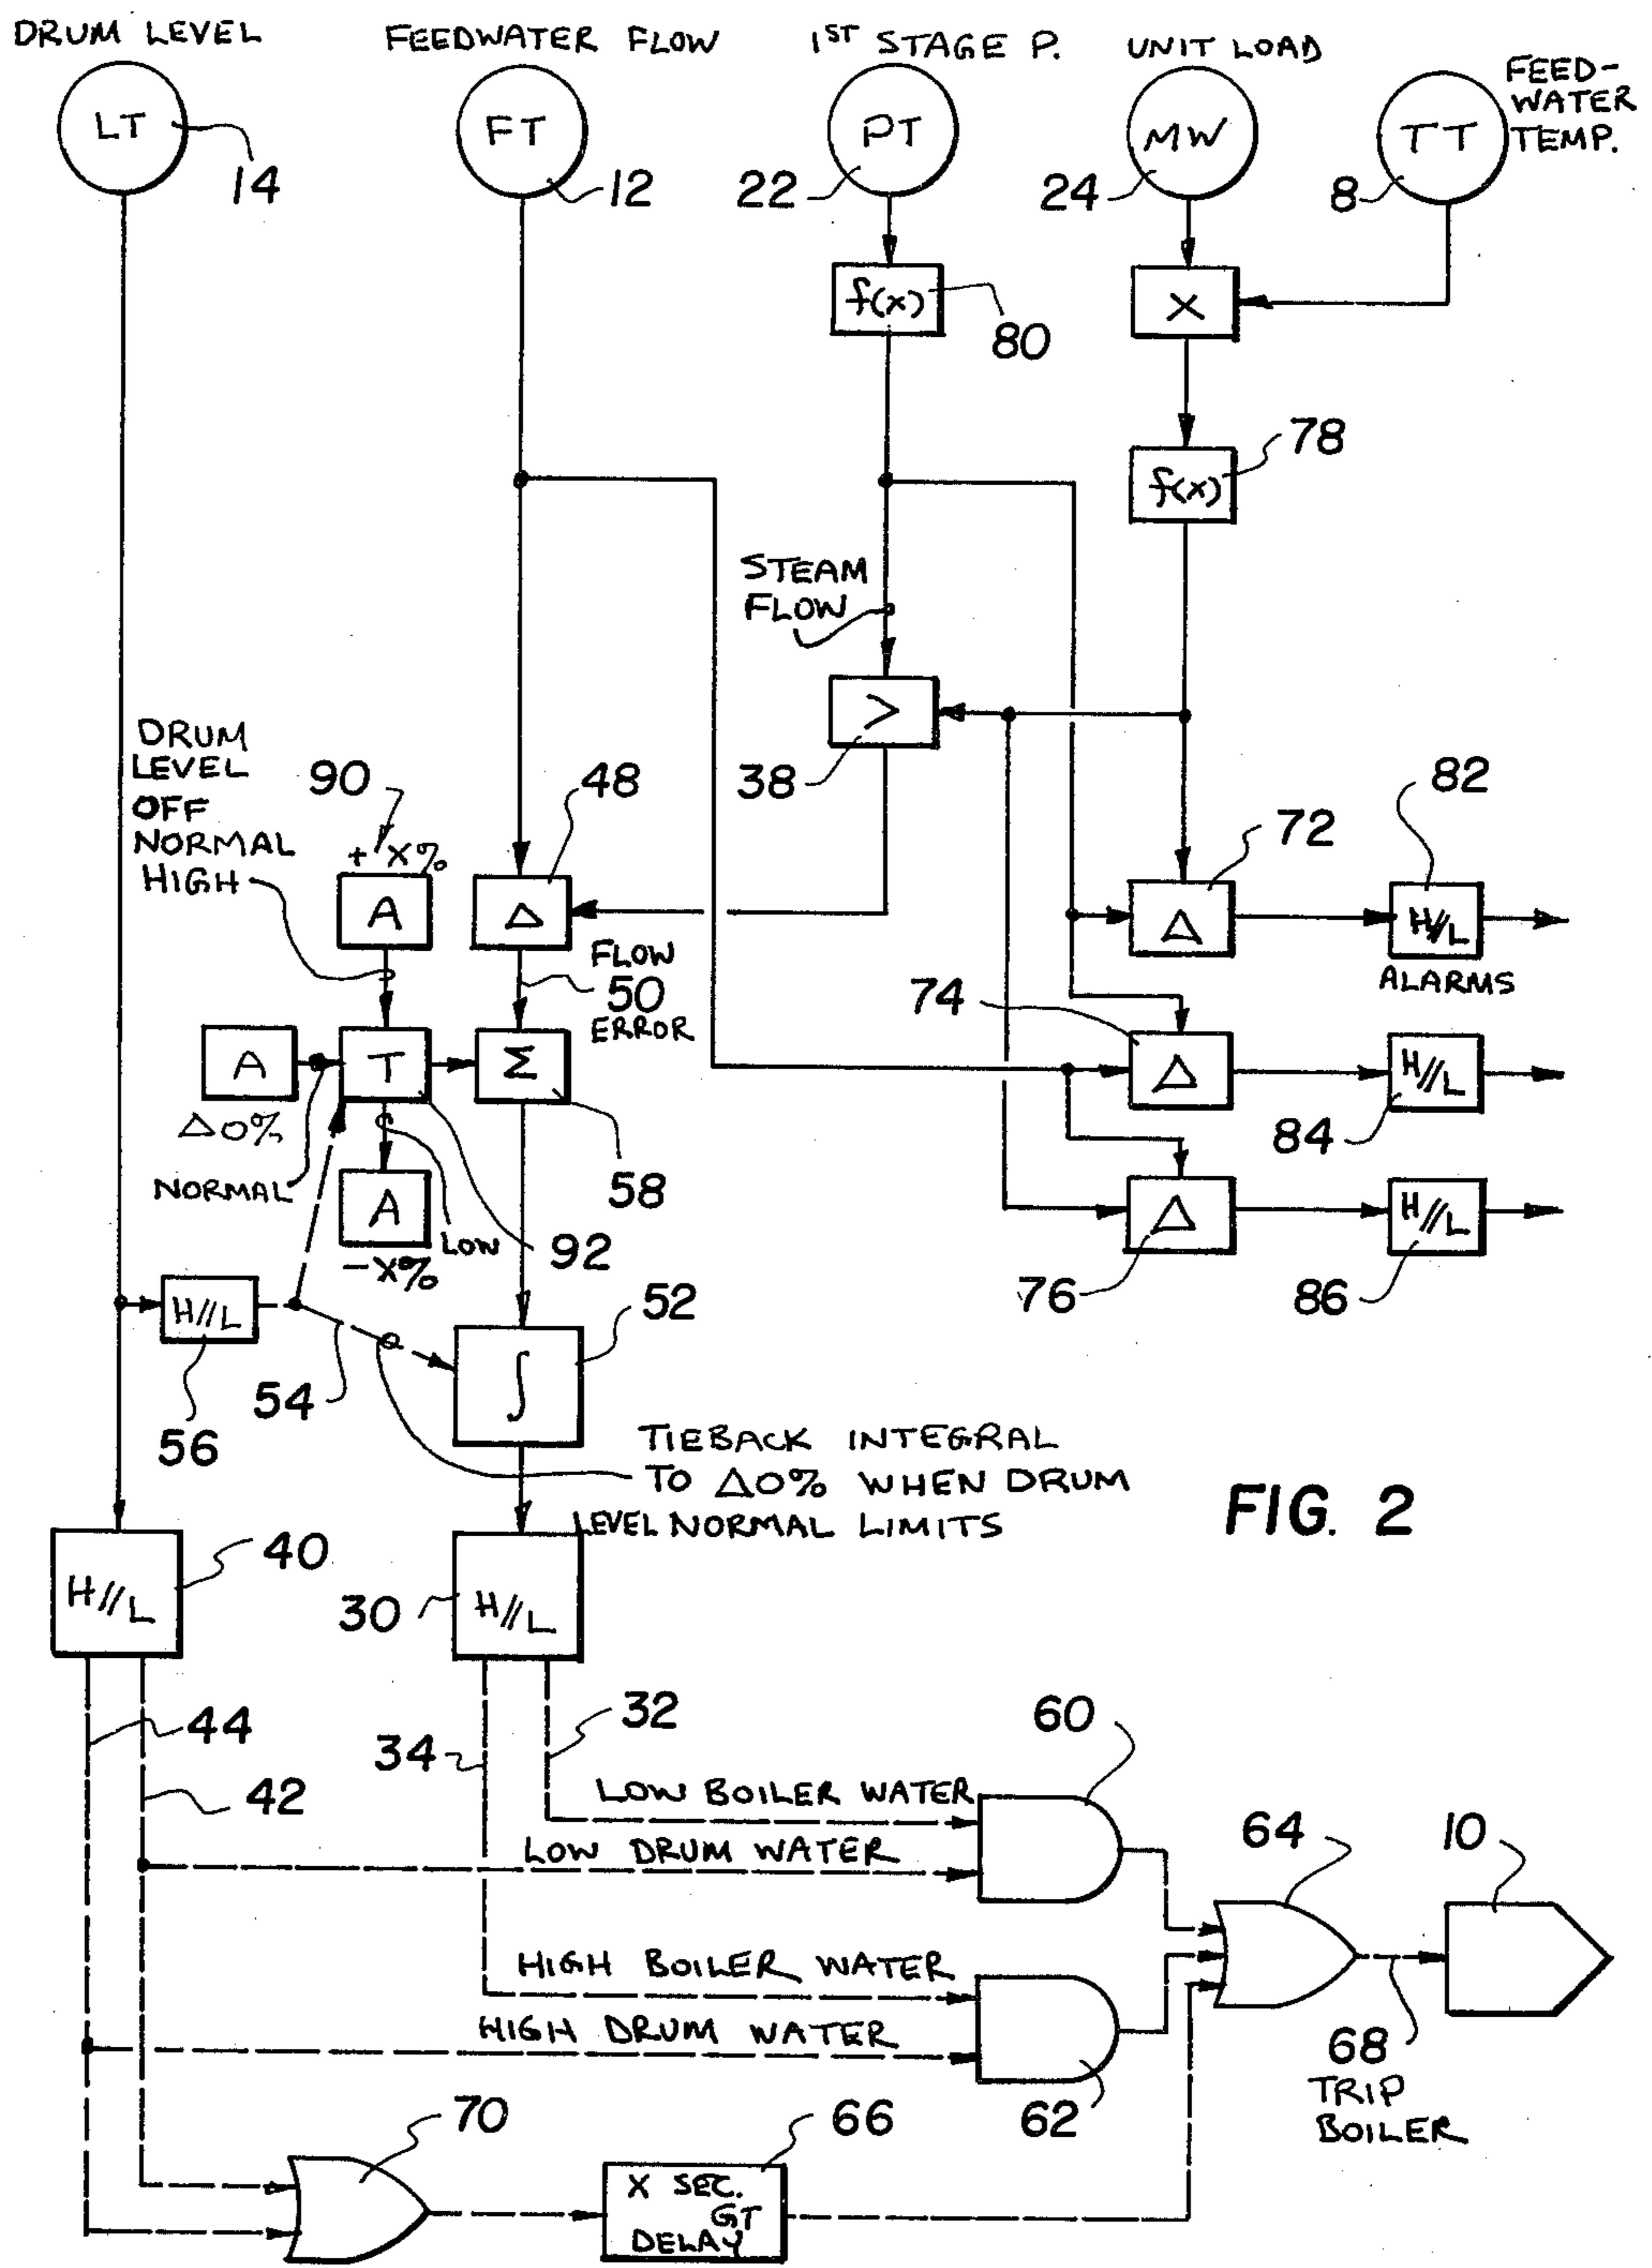 DRUM LEVEL
FEEDWATER FLOW
1ST STAGE P.
UNIT LOAD
FEED-
WATER
TEMP.
LT
FT
PT
MW
TT
14
12
22
24
8
f(x)
80
X
78
f(x)
STEAM
FLOW
>
38
DRUM
LEVEL
OFF
NORMAL
HIGH
90
+X%
A
48
Δ
72
Δ
82
H//L
ALARMS
FLOW
50
ERROR
74
A
T
Σ
Δ
H//L
Δ0%
84
NORMAL
A
58
Δ
H//L
LOW
-X%
92
76
86
H//L
52
54
∫
56
TIEBACK INTEGRAL
TO Δ0% WHEN DRUM
LEVEL NORMAL LIMITS
FIG. 2
40
H//L
30
H//L
44
32
34
42
60
LOW BOILER WATER
64
10
LOW DRUM WATER
HIGH BOILER WATER
HIGH DRUM WATER
68
TRIP
BOILER
62
70
66
X SEC.
GT
DELAY